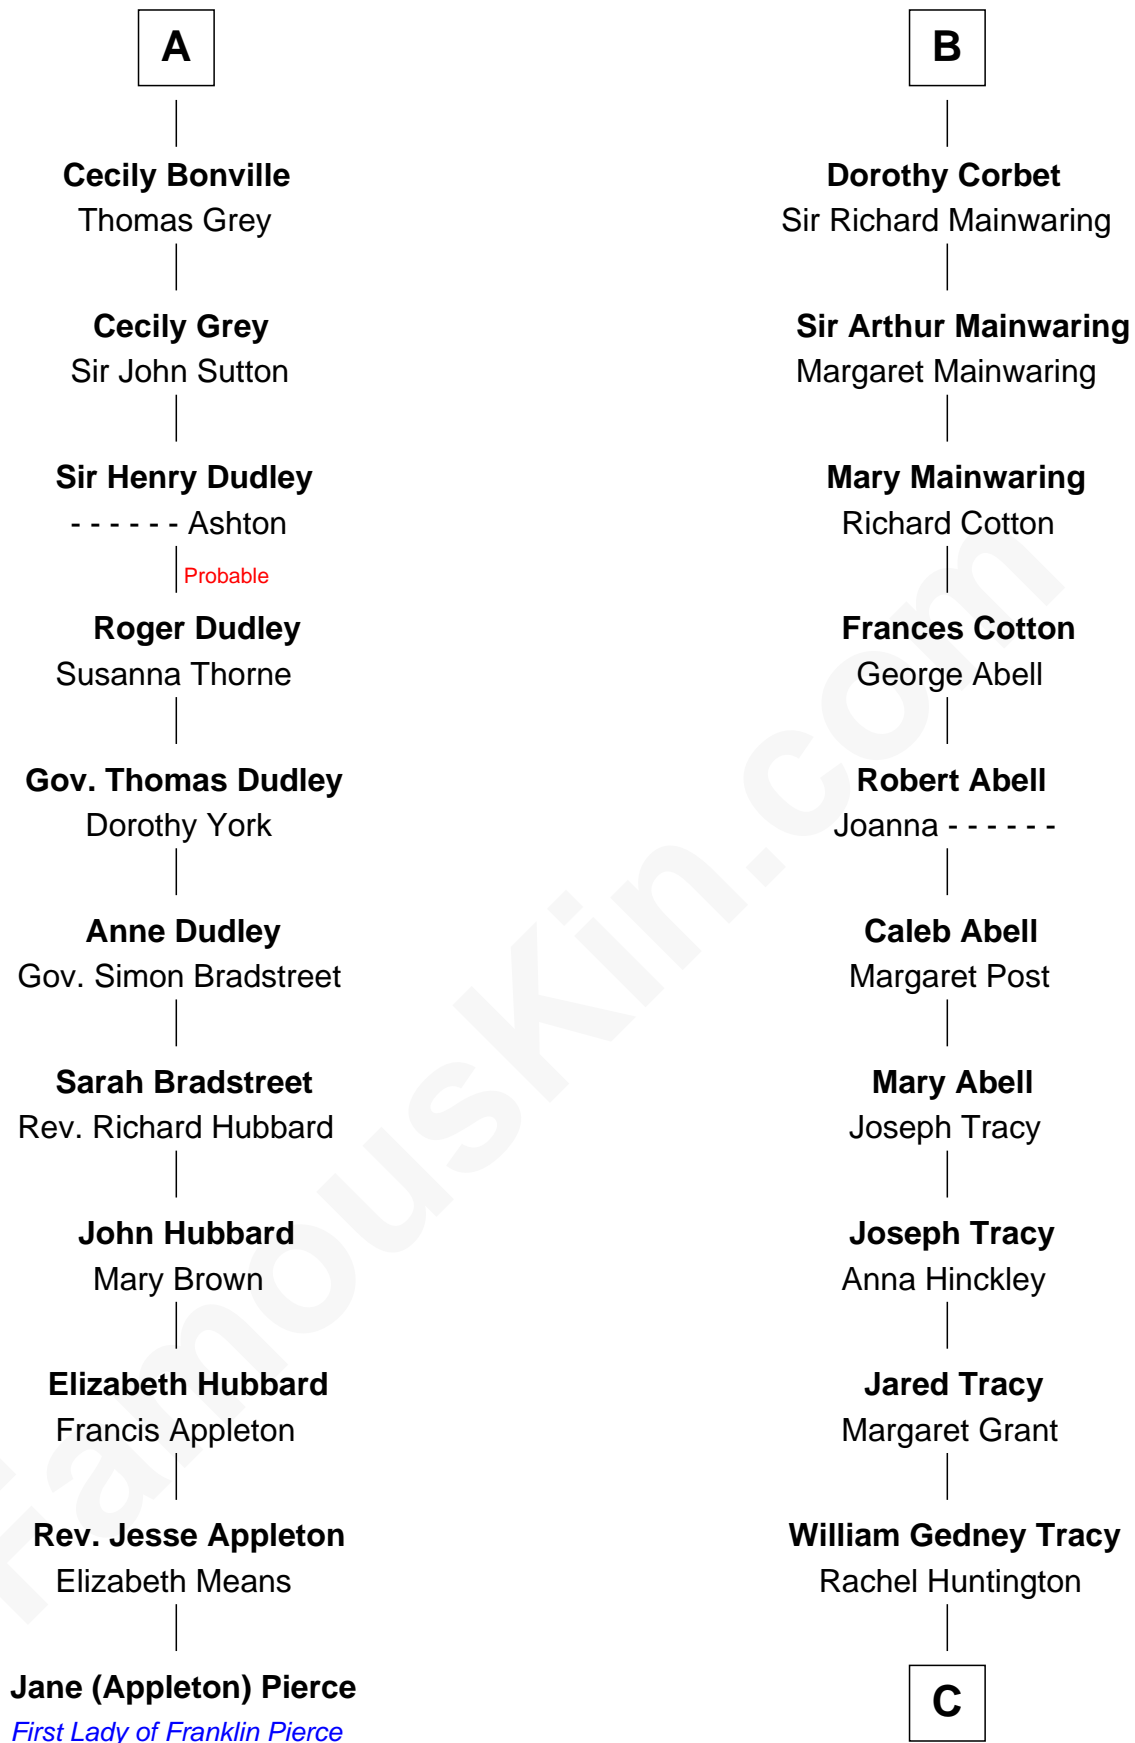 A
Cecily Bonville
Thomas Grey
Cecily Grey
Sir John Sutton
Sir Henry Dudley
- - - - - - Ashton
Probable
Roger Dudley
Susanna Thorne
Gov. Thomas Dudley
Dorothy York
Anne Dudley
Gov. Simon Bradstreet
Sarah Bradstreet
Rev. Richard Hubbard
John Hubbard
Mary Brown
Elizabeth Hubbard
Francis Appleton
Rev. Jesse Appleton
Elizabeth Means
Jane (Appleton) Pierce
First Lady of Franklin Pierce
B
Dorothy Corbet
Sir Richard Mainwaring
Sir Arthur Mainwaring
Margaret Mainwaring
Mary Mainwaring
Richard Cotton
Frances Cotton
George Abell
Robert Abell
Joanna - - - - - -
Caleb Abell
Margaret Post
Mary Abell
Joseph Tracy
Joseph Tracy
Anna Hinckley
Jared Tracy
Margaret Grant
William Gedney Tracy
Rachel Huntington
C
FamousKin.com